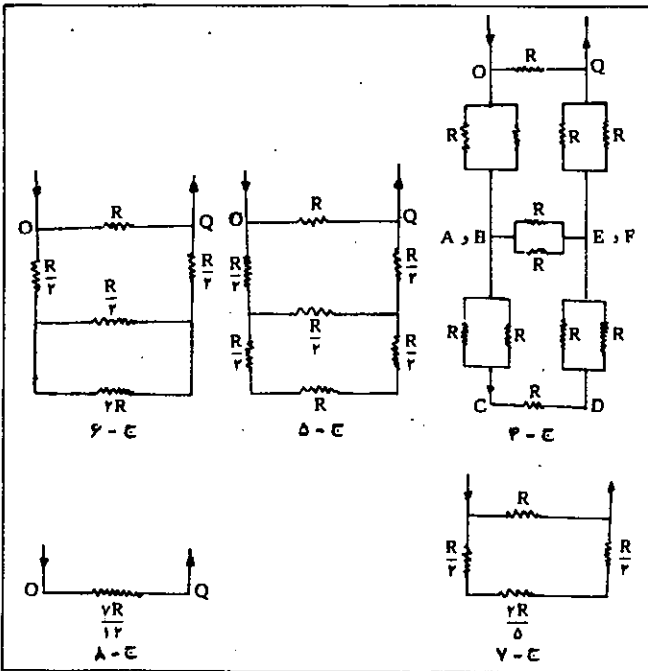 O R Q
R R R
A و B R E و F
R
R R R R
C R D
ج - ۴
O R Q
R/۲ R/۲
R/۲
R/۲ R/۲
R
ج - ۵
O R Q
R/۲ R/۲
R/۲
۲R
ج - ۶
R
R/۲ R/۲
۲R/۵
ج - ۷
O Q
۷R/۱۲
ج - ۸